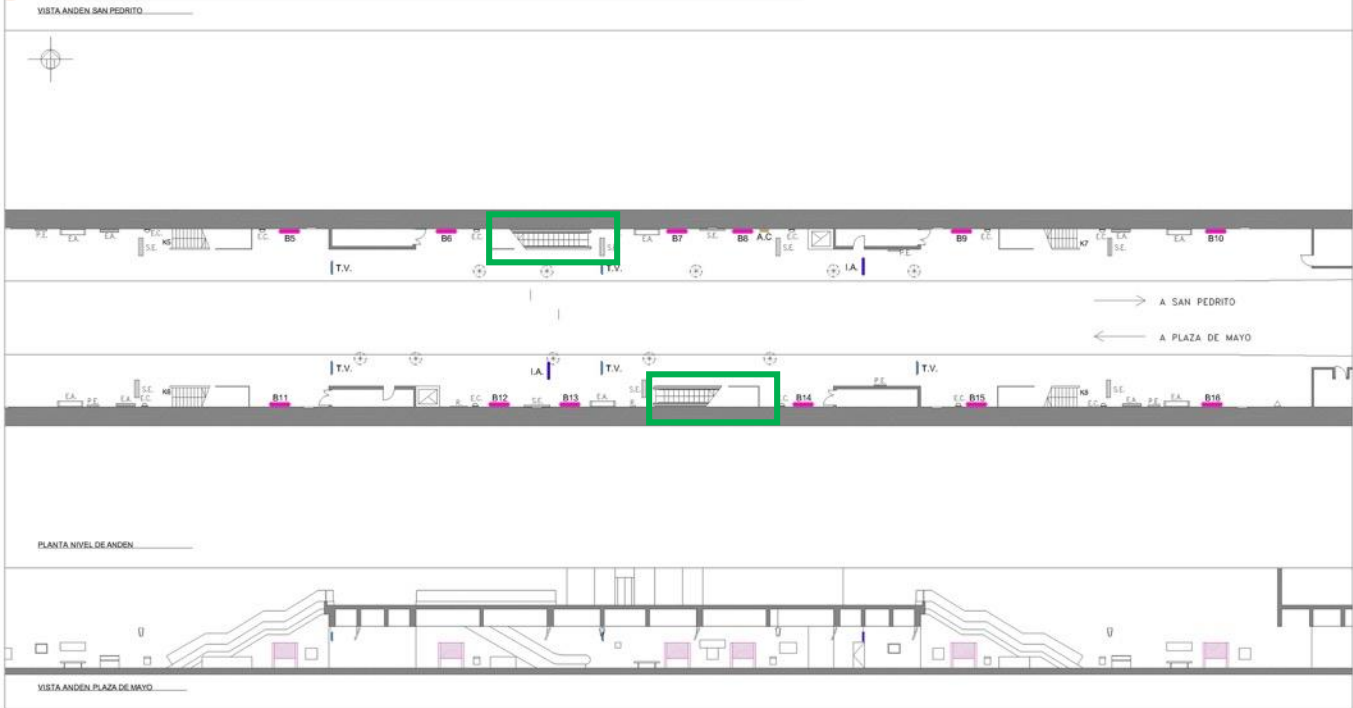 VISTA ANDEN SAN PEDRITO
P.E. E.A. E.A. E.C. S.E. K5 E.C. B5 B6 E.C. S.E. E.A. B7 S.E. B8 A.C E.C. S.E. P.E. B9 E.C. K7 E.C. E.A. S.E. E.A. B10
T.V. T.V. I.A.
A SAN PEDRITO
A PLAZA DE MAYO
T.V. I.A. T.V. T.V.
E.A. P.E. E.A. E.C. S.E. K6 B11 R. E.C. B12 S.E. B13 E.A. R. S.E. C. B14 P.E. E.C. B15 K8 E.C. S.E. E.A. P.E. E.A. B16
PLANTA NIVEL DE ANDEN
VISTA ANDEN PLAZA DE MAYO